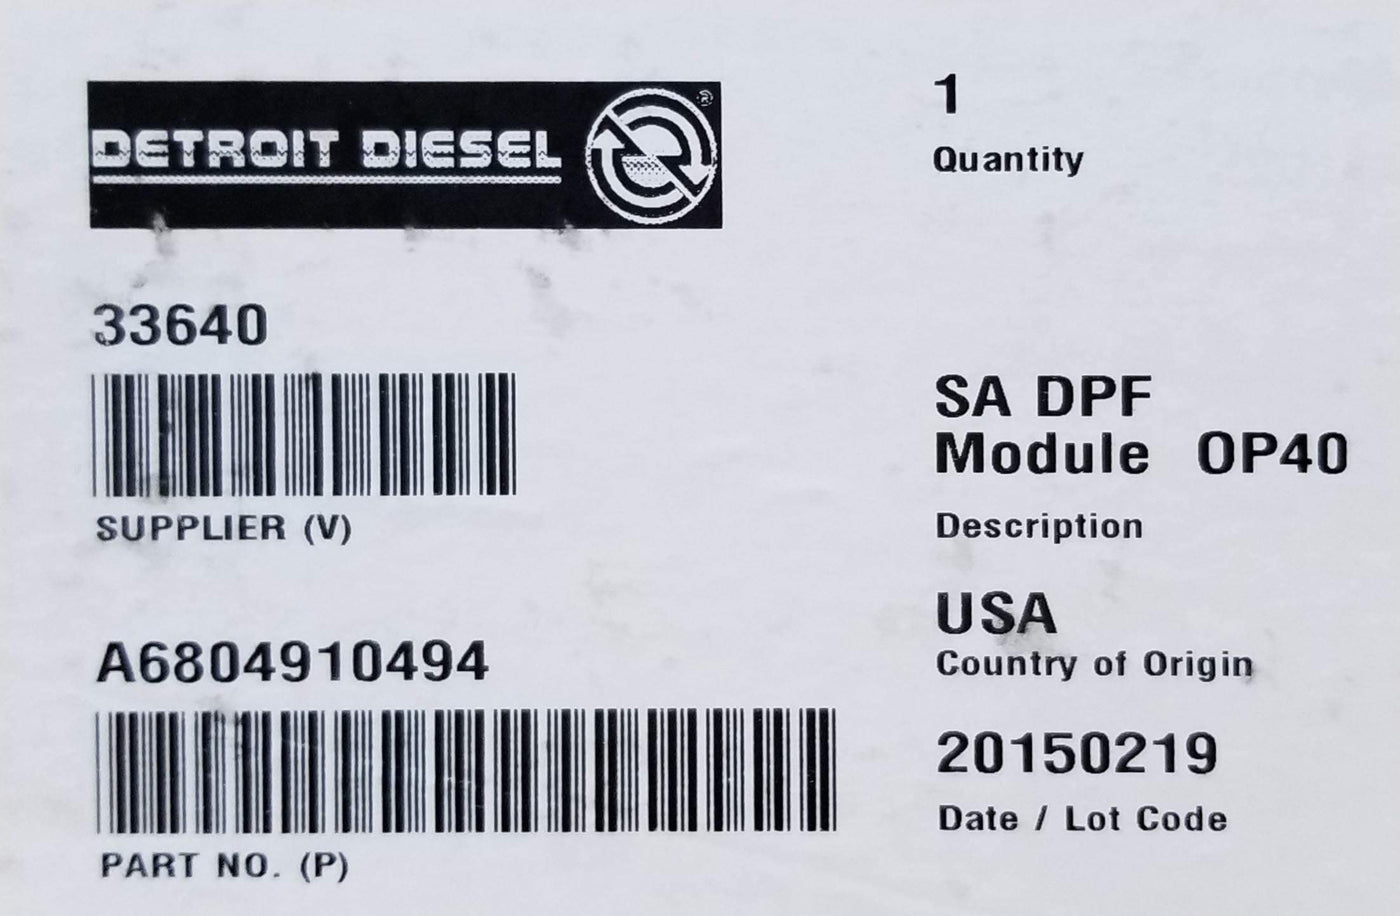 DETROIT DIESEL ®
1
Quantity
33640
SUPPLIER (V)
SA DPF
Module OP40
Description
A6804910494
PART NO. (P)
USA
Country of Origin
20150219
Date / Lot Code